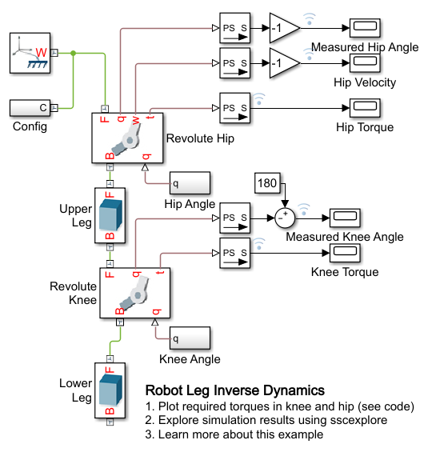 PS S
-1
Measured Hip Angle
W
PS S
-1
Hip Velocity
C
Config
PS S
Hip Torque
F q w t
Revolute Hip
B q
q
Hip Angle
F
Upper
Leg
B
180
PS S
- +
Measured Knee Angle
PS S
Knee Torque
F q t
Revolute
Knee
B q
q
Knee Angle
F
Lower
Leg
B
Robot Leg Inverse Dynamics
1. Plot required torques in knee and hip (see code)
2. Explore simulation results using sscexplore
3. Learn more about this example